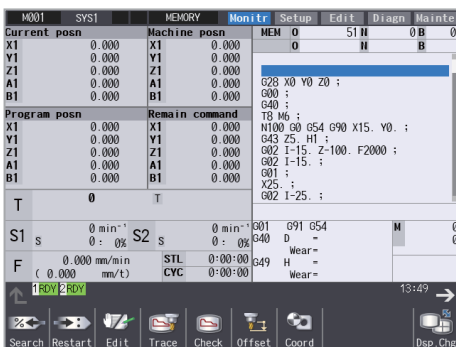 M001 SYS1 MEMORY Monitr Setup Edit Diagn Mainte
Current posn Machine posn MEM O 51 N 0 B 0
X1 0.000 X1 0.000 O N B
Y1 0.000 Y1 0.000
Z1 0.000 Z1 0.000
A1 0.000 A1 0.000
B1 0.000 B1 0.000
Program posn Remain command
X1 0.000 X1 0.000
Y1 0.000 Y1 0.000
Z1 0.000 Z1 0.000
A1 0.000 A1 0.000
B1 0.000 B1 0.000
G28 X0 Y0 Z0 ;
G00 ;
G40 ;
T8 M6 ;
N100 G0 G54 G90 X15. Y0. ;
G43 Z5. H1 ;
G02 I-15. Z-100. F2000 ;
G02 I-15. ;
G01 ;
X25. ;
G02 I-25. ;
T 0 T
S1 S 0 min⁻¹ 0 : 0% S2 S 0 min⁻¹ 0 : 0%
F 0.000 mm/min ( 0.000 mm/t)
STL 0:00:00
CYC 0:00:00
G01 G91 G54 M
G40 D =
Wear=
G49 H =
Wear=
1RDY 2RDY 13:49
Search Restart Edit Trace Check Offset Coord Dsp.Chg